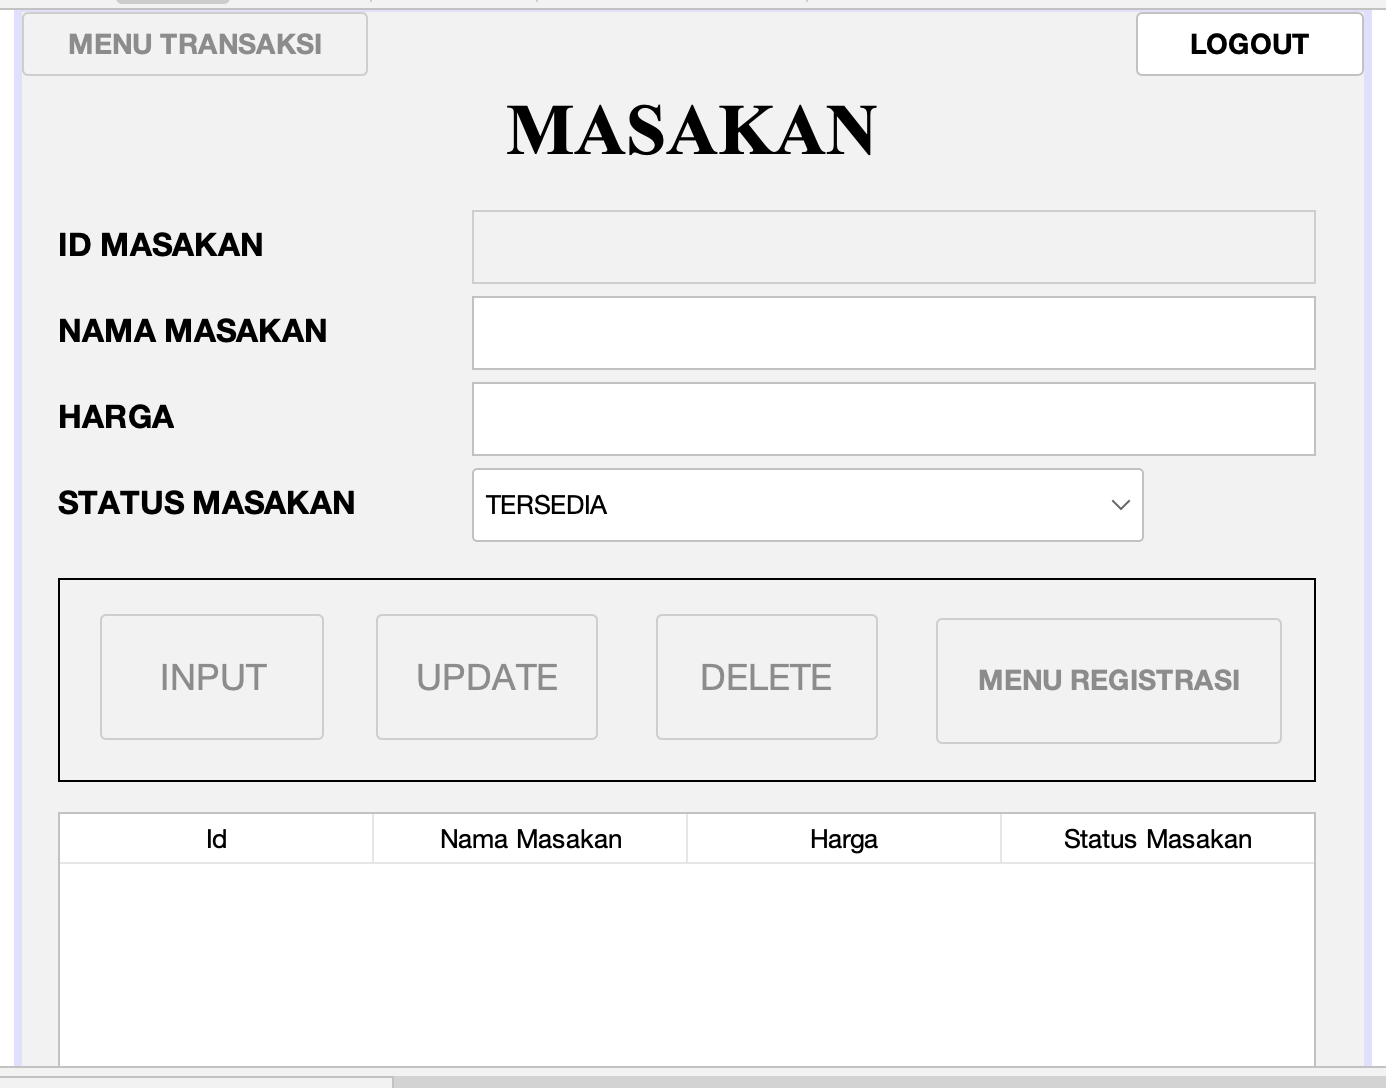 MENU TRANSAKSI
LOGOUT
MASAKAN
ID MASAKAN
NAMA MASAKAN
HARGA
STATUS MASAKAN
TERSEDIA
INPUT
UPDATE
DELETE
MENU REGISTRASI
Id
Nama Masakan
Harga
Status Masakan